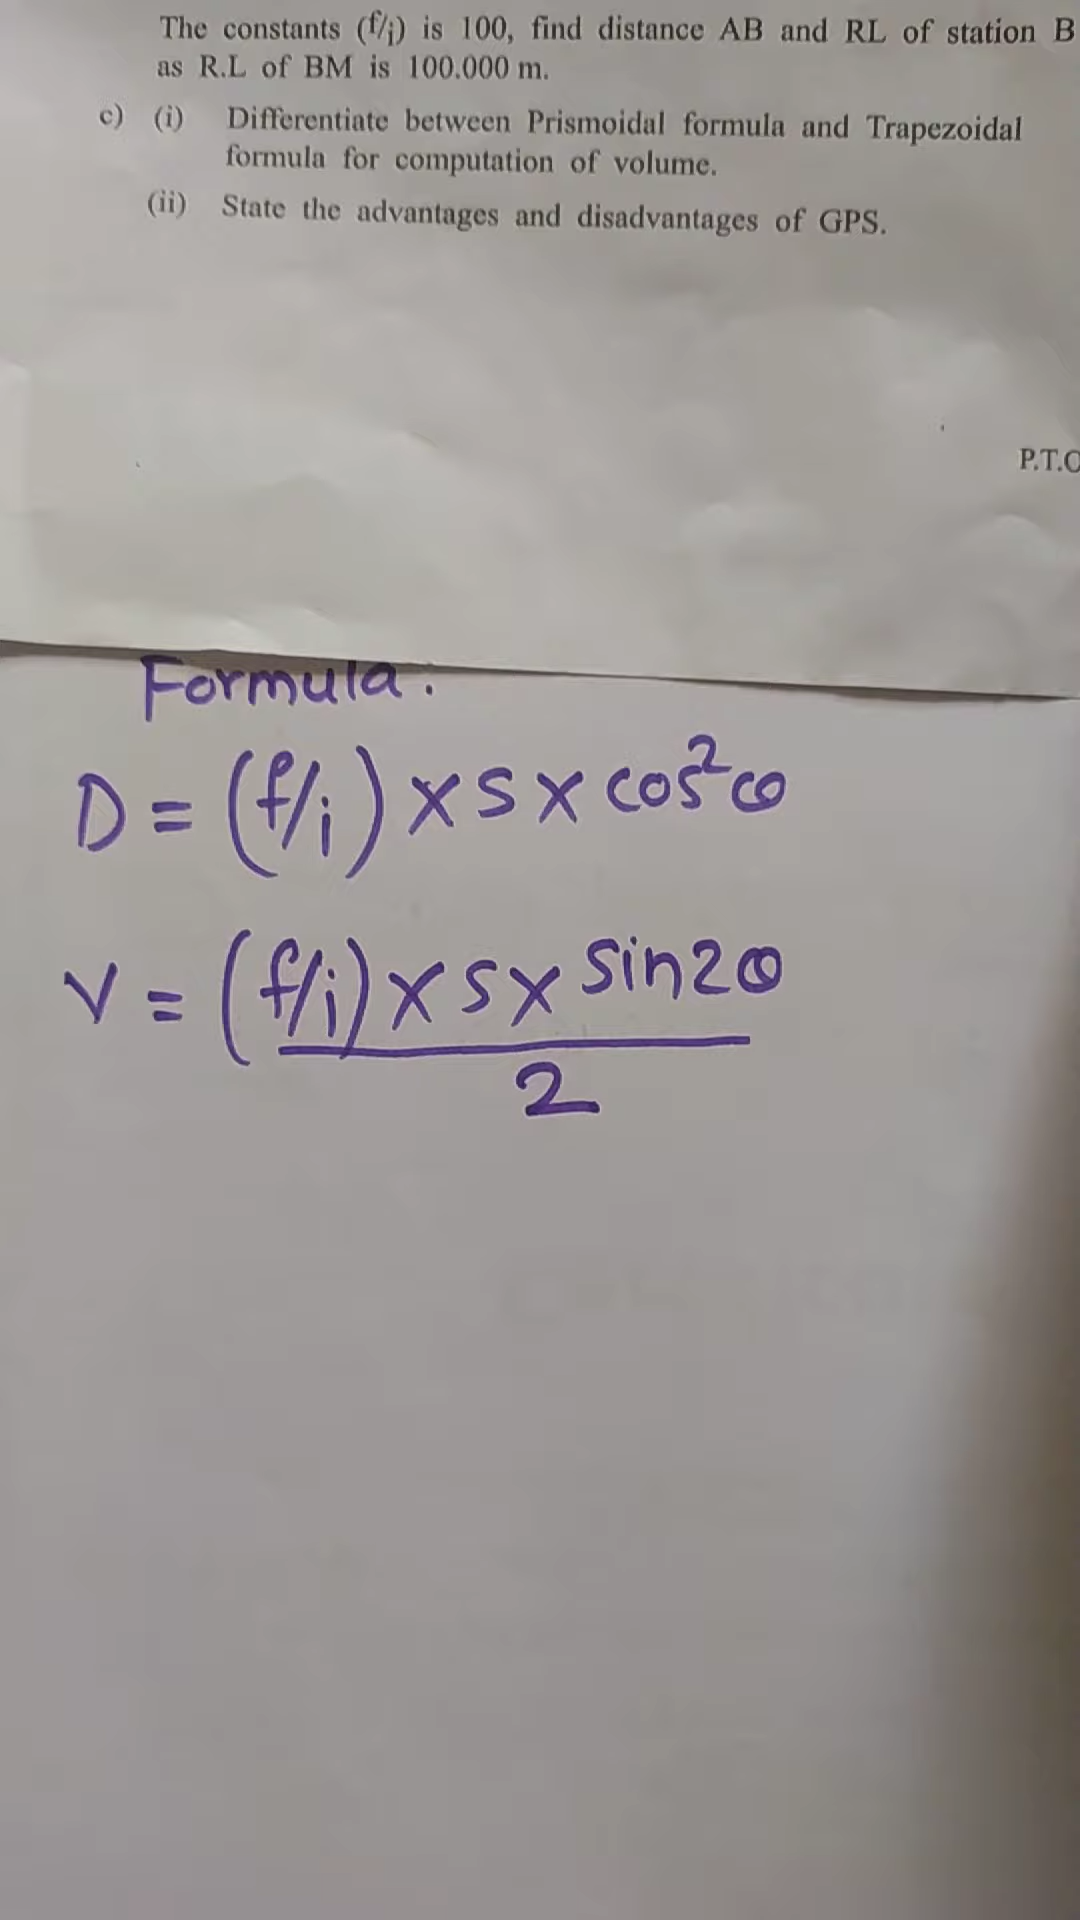 The constants (f/i) is 100, find distance AB and RL of station B
as R.L of BM is 100.000 m.
c) (i) Differentiate between Prismoidal formula and Trapezoidal
formula for computation of volume.
(ii) State the advantages and disadvantages of GPS.
P.T.O
Formula.
D = (f/i) × S × cos²θ
V = (f/i) × S × sin2θ
2